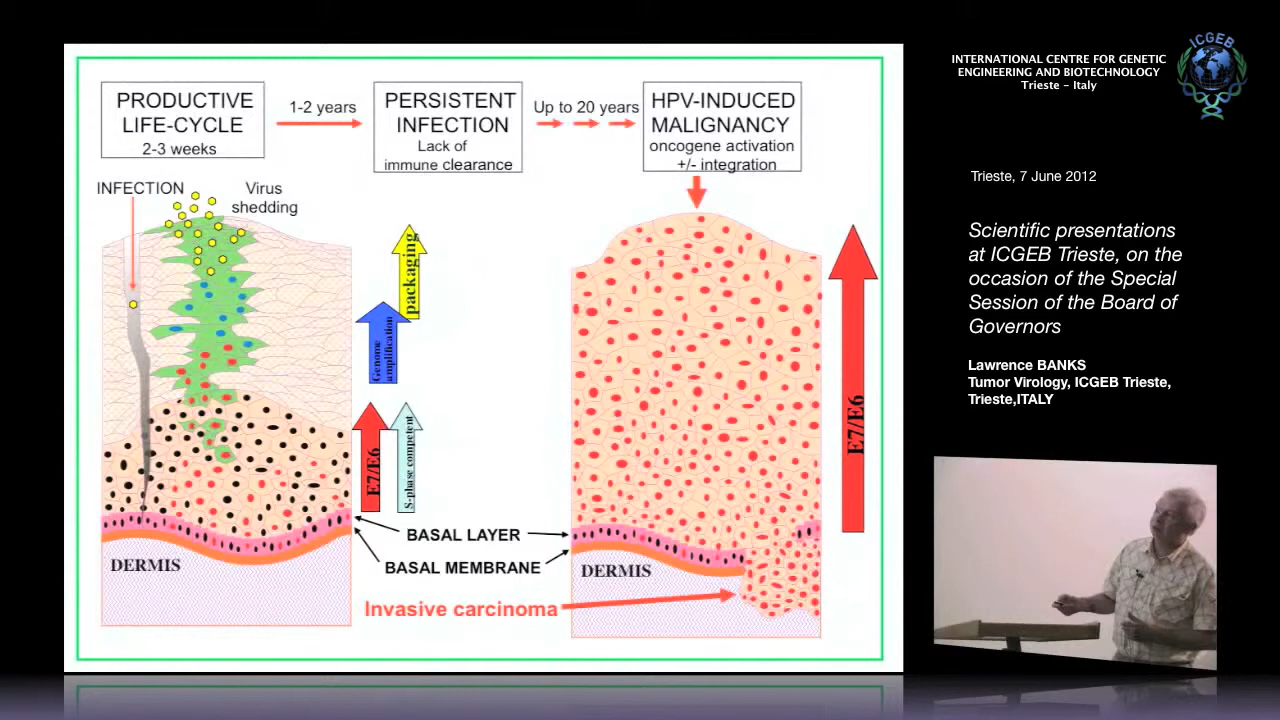 PRODUCTIVE
LIFE-CYCLE
2-3 weeks
1-2 years
PERSISTENT
INFECTION
Lack of
immune clearance
Up to 20 years
HPV-INDUCED
MALIGNANCY
oncogene activation
+/- integration
INFECTION
Virus
shedding
packaging
Genome
amplification
E7/E6
S-phase competent
E7/E6
BASAL LAYER
BASAL MEMBRANE
DERMIS
DERMIS
Invasive carcinoma
INTERNATIONAL CENTRE FOR GENETIC
ENGINEERING AND BIOTECHNOLOGY
Trieste - Italy
ICGEB
Trieste, 7 June 2012
Scientific presentations
at ICGEB Trieste, on the
occasion of the Special
Session of the Board of
Governors
Lawrence BANKS
Tumor Virology, ICGEB Trieste,
Trieste,ITALY